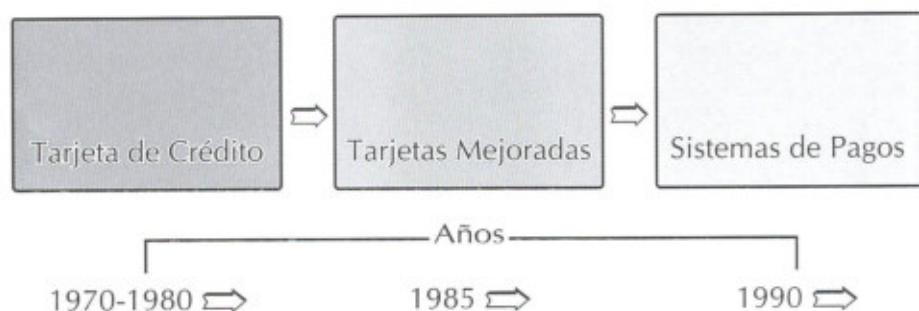 Tarjeta de Crédito
Tarjetas Mejoradas
Sistemas de Pagos
Años
1970-1980
1985
1990